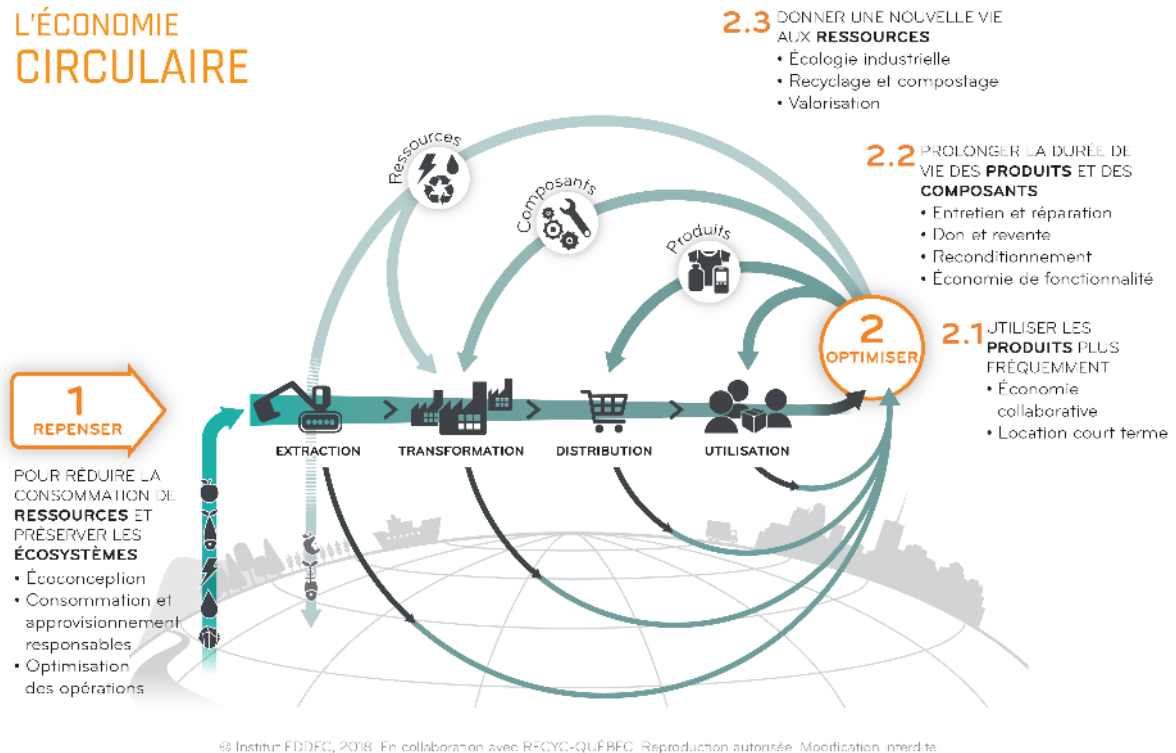 L'ÉCONOMIE
CIRCULAIRE
2.3 DONNER UNE NOUVELLE VIE
AUX RESSOURCES
• Écologie industrielle
• Recyclage et compostage
• Valorisation
2.2 PROLONGER LA DURÉE DE
VIE DES PRODUITS ET DES
COMPOSANTS
• Entretien et réparation
• Don et revente
• Reconditionnement
• Économie de fonctionnalité
Ressources
Composants
Produits
2
OPTIMISER
2.1 UTILISER LES
PRODUITS PLUS
FRÉQUEMMENT
• Économie
collaborative
• Location court terme
1
REPENSER
EXTRACTION
TRANSFORMATION
DISTRIBUTION
UTILISATION
POUR RÉDUIRE LA
CONSOMMATION DE
RESSOURCES ET
PRÉSERVER LES
ÉCOSYSTÈMES
• Écoconception
• Consommation et
approvisionnement
responsables
• Optimisation
des opérations
© Institut EDDEC, 2018. En collaboration avec RECYC-QUÉBEC. Reproduction autorisée. Modification interdite.